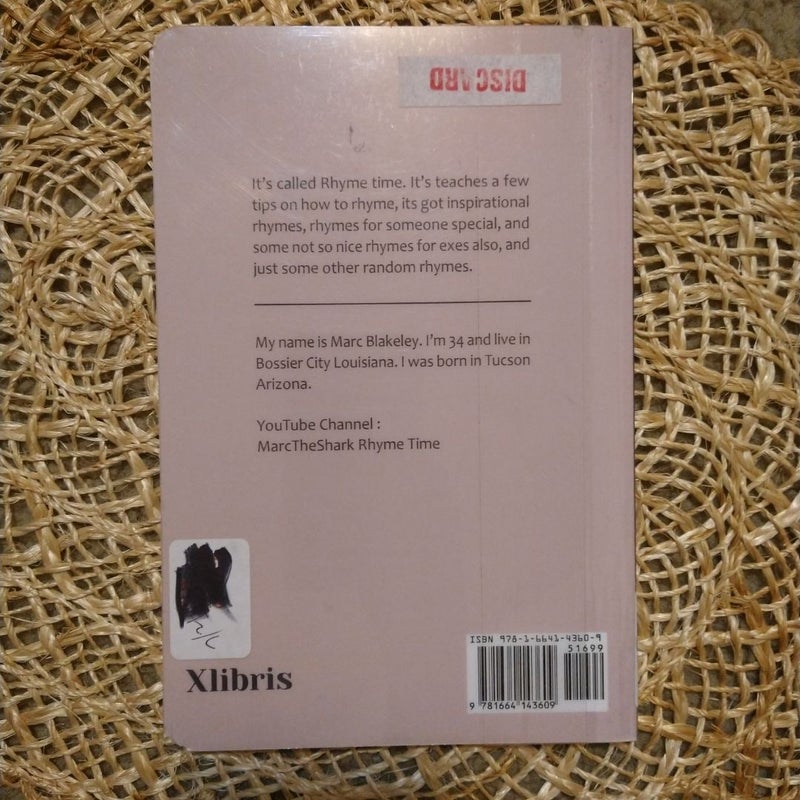 DISCARD
It's called Rhyme time. It's teaches a few
tips on how to rhyme, its got inspirational
rhymes, rhymes for someone special, and
some not so nice rhymes for exes also, and
just some other random rhymes.
My name is Marc Blakeley. I'm 34 and live in
Bossier City Louisiana. I was born in Tucson
Arizona.
YouTube Channel :
MarcTheShark Rhyme Time
Xlibris
ISBN 978-1-6641-4360-9
51699
9 781664 143609